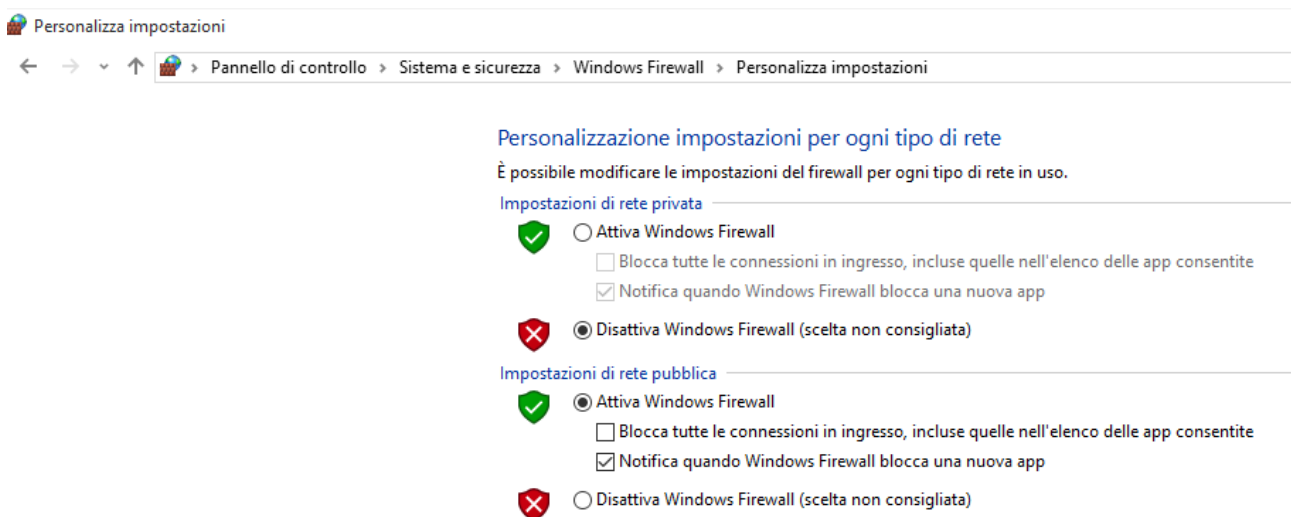 Personalizza impostazioni
Pannello di controllo > Sistema e sicurezza > Windows Firewall > Personalizza impostazioni
Personalizzazione impostazioni per ogni tipo di rete
È possibile modificare le impostazioni del firewall per ogni tipo di rete in uso.
Impostazioni di rete privata
Attiva Windows Firewall
Blocca tutte le connessioni in ingresso, incluse quelle nell'elenco delle app consentite
Notifica quando Windows Firewall blocca una nuova app
Disattiva Windows Firewall (scelta non consigliata)
Impostazioni di rete pubblica
Attiva Windows Firewall
Blocca tutte le connessioni in ingresso, incluse quelle nell'elenco delle app consentite
Notifica quando Windows Firewall blocca una nuova app
Disattiva Windows Firewall (scelta non consigliata)